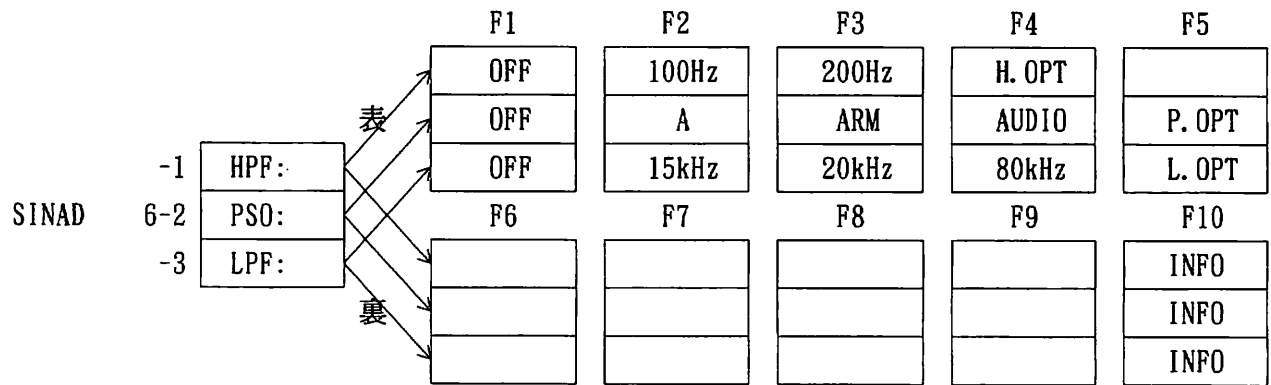 F1 F2 F3 F4 F5
OFF 100Hz 200Hz H.OPT
表 OFF A ARM AUDIO P.OPT
-1 HPF: OFF 15kHz 20kHz 80kHz L.OPT
SINAD 6-2 PSO: F6 F7 F8 F9 F10
-3 LPF: INFO
裏 INFO
INFO